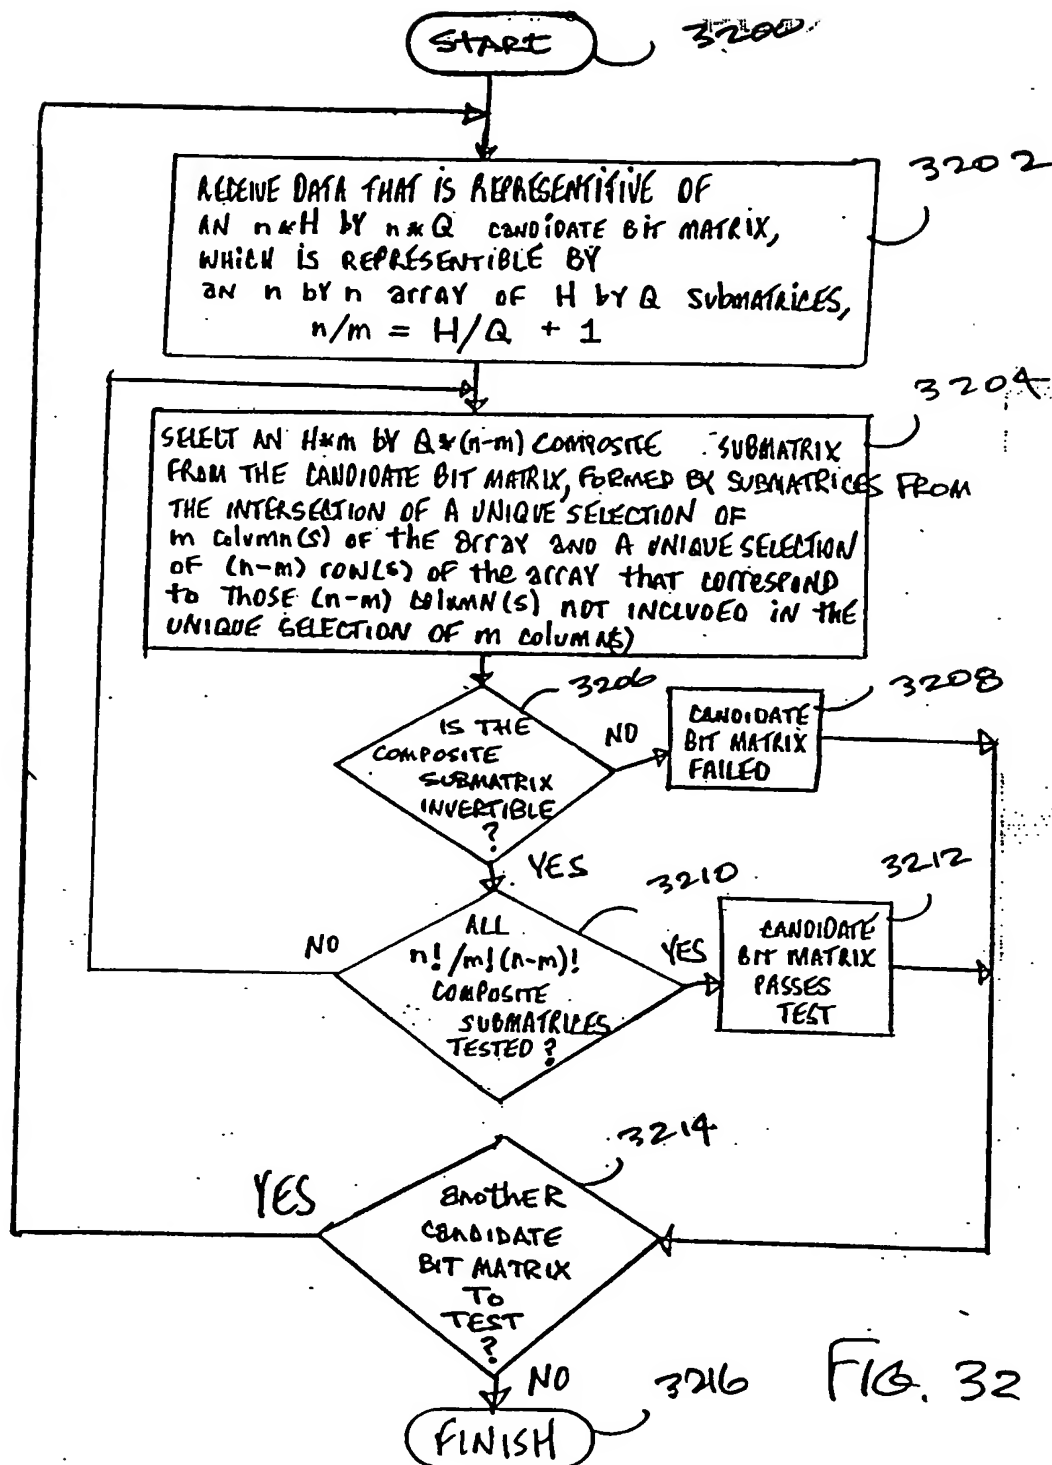 START
3200
3202
RECEIVE DATA THAT IS REPRESENTITIVE OF
AN n*H BY n*Q CANDIDATE BIT MATRIX,
WHICH IS REPRESENTIBLE BY
AN n BY n ARRAY OF H BY Q SUBMATRICES,
n/m = H/Q + 1
3204
SELECT AN H*m BY Q*(n-m) COMPOSITE SUBMATRIX
FROM THE CANDIDATE BIT MATRIX, FORMED BY SUBMATRICES FROM
THE INTERSECTION OF A UNIQUE SELECTION OF
m COLUMN(S) OF THE ARRAY AND A UNIQUE SELECTION
OF (n-m) ROW(S) OF THE ARRAY THAT CORRESPOND
TO THOSE (n-m) COLUMN(S) NOT INCLUDED IN THE
UNIQUE SELECTION OF m COLUMNS)
3206
IS THE
COMPOSITE
SUBMATRIX
INVERTIBLE
?
NO
3208
CANDIDATE
BIT MATRIX
FAILED
YES
3210
ALL
n!/m!(n-m)!
COMPOSITE
SUBMATRICES
TESTED?
NO
YES
3212
CANDIDATE
BIT MATRIX
PASSES
TEST
3214
ANOTHER
CANDIDATE
BIT MATRIX
TO
TEST
?
YES
NO
3216
FINISH
FIG. 32